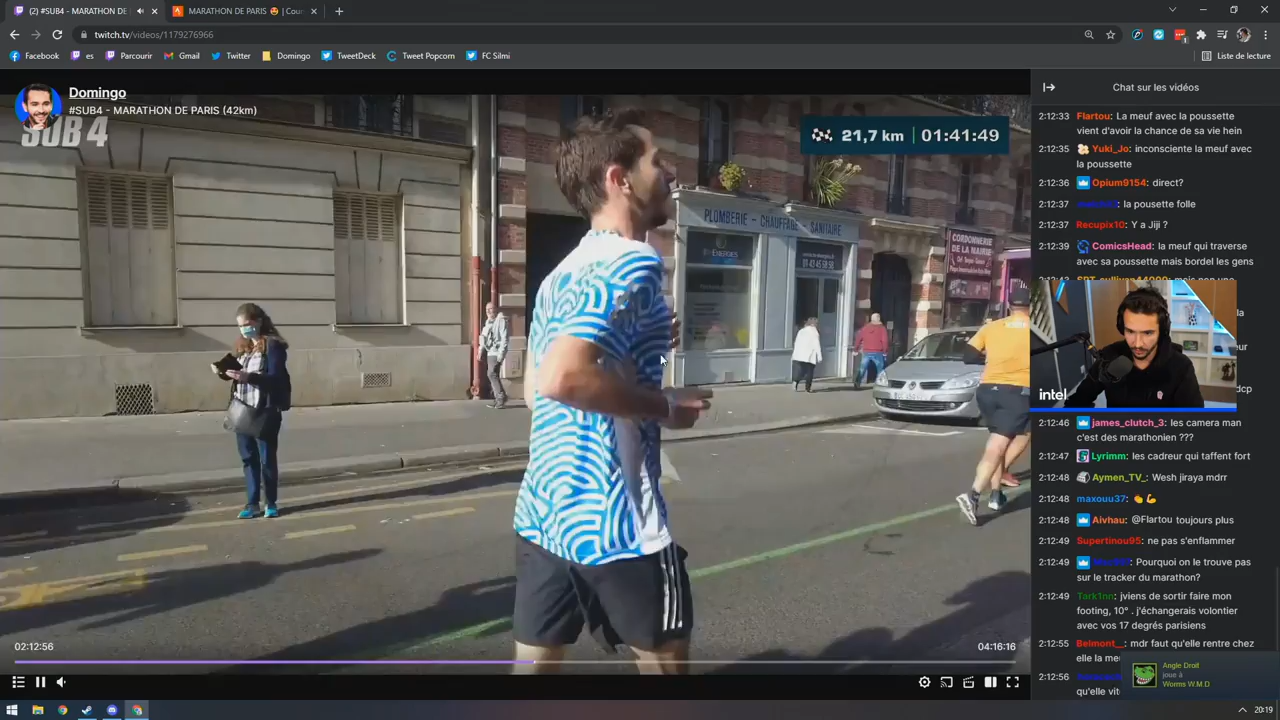 (2) #SUB4 - MARATHON DE
MARATHON DE PARIS 🤩 | Cou
twitch.tv/videos/1179276966
Facebook
es
Parcourir
Gmail
Twitter
Domingo
TweetDeck
Tweet Popcorn
FC Silmi
Liste de lecture
Domingo
#SUB4 - MARATHON DE PARIS (42km)
SUB 4
21,7 km | 01:41:49
PLOMBERIE - CHAUFFAGE SANITAIRE
ENERGIES
CORDONNERIE
DE LA MAIRIE
intel
02:12:56
04:16:16
Chat sur les vidéos
2:12:33 Flartou: La meuf avec la poussette
vient d'avoir la chance de sa vie hein
2:12:35 Yuki_Jo: inconsciente la meuf avec
la poussette
2:12:36 Opium9154: direct?
2:12:37 : la pousette folle
2:12:37 Recupix10: Y a Jiji ?
2:12:39 ComicsHead: la meuf qui traverse
avec sa poussette mais bordel les gens
2:12:46 james_clutch_3: les camera man
c'est des marathonien ???
2:12:47 Lyrimm: les cadreur qui taffent fort
2:12:48 Aymen_TV_: Wesh jiraya mdrr
2:12:48 maxouu37: 👏 💪
2:12:48 Aivhau: @Flartou toujours plus
2:12:49 Supertinou95: ne pas s'enflammer
2:12:49 : Pourquoi on le trouve pas
sur le tracker du marathon?
2:12:49 Tark1nn: jviens de sortir faire mon
footing, 10° . j'échangerais volontier
avec vos 17 degrés parisiens
2:12:55 Belmont__: mdr faut qu'elle rentre chez
elle la me
2:12:56
qu'elle vit
Angle Droit
joue à
Worms W.M.D
20:19